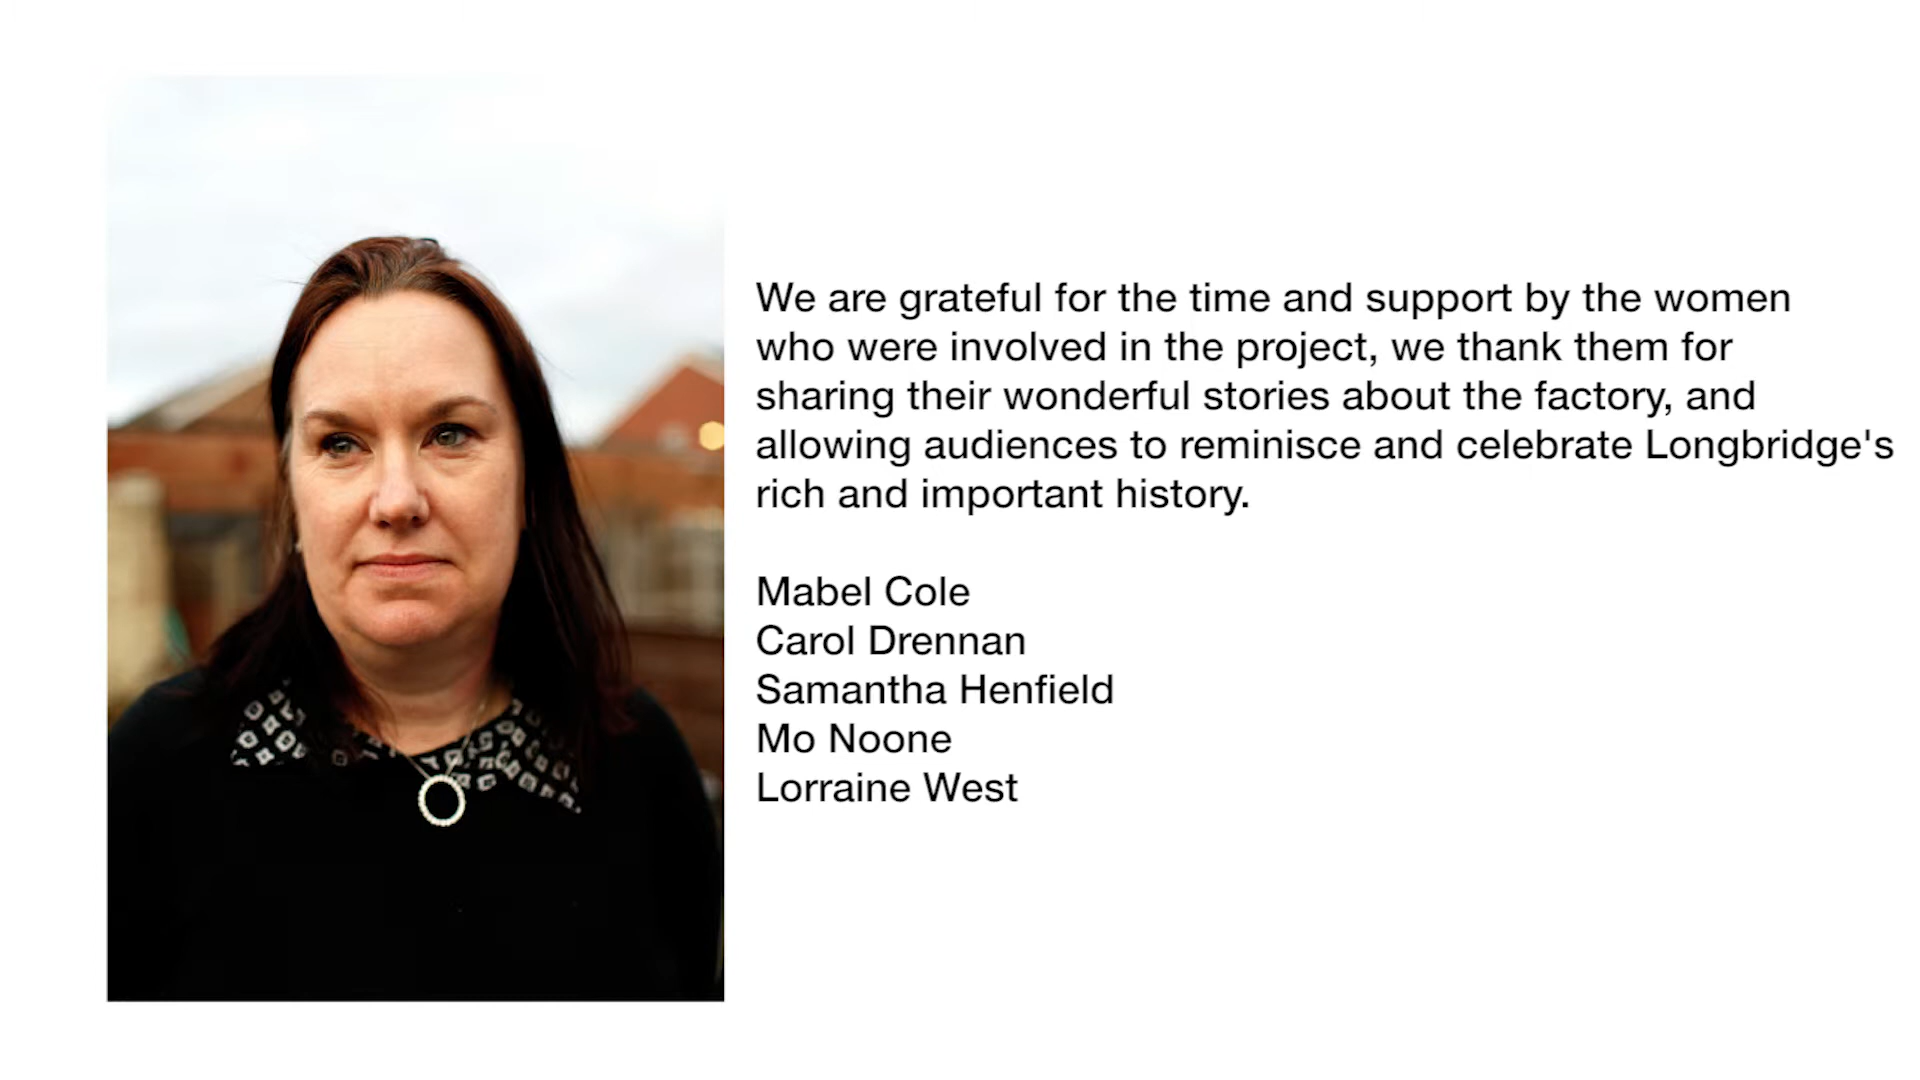 We are grateful for the time and support by the women
who were involved in the project, we thank them for
sharing their wonderful stories about the factory, and
allowing audiences to reminisce and celebrate Longbridge's
rich and important history.
Mabel Cole
Carol Drennan
Samantha Henfield
Mo Noone
Lorraine West